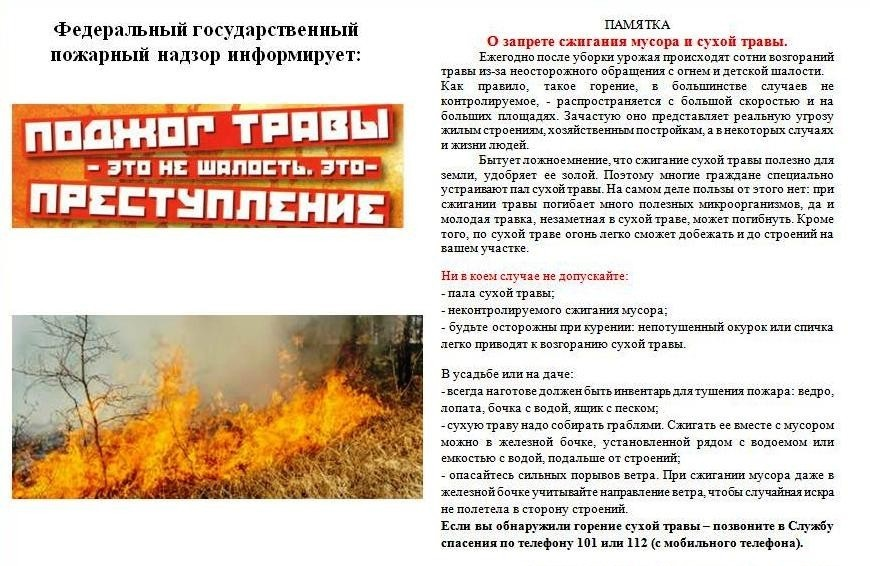 Федеральный государственный
пожарный надзор информирует:
ПОДЖОГ ТРАВЫ
- ЭТО НЕ ШАЛОСТЬ, ЭТО-
ПРЕСТУПЛЕНИЕ
ПАМЯТКА
О запрете сжигания мусора и сухой травы.
Ежегодно после уборки урожая происходят сотни возгораний
травы из-за неосторожного обращения с огнем и детской шалости.
Как правило, такое горение, в большинстве случаев не
контролируемое, - распространяется с большой скоростью и на
больших площадях. Зачастую оно представляет реальную угрозу
жилым строениям, хозяйственным постройкам, а в некоторых случаях
и жизни людей.
Бытует ложное мнение, что сжигание сухой травы полезно для
земли, удобряет ее золой. Поэтому многие граждане специально
устраивают пал сухой травы. На самом деле пользы от этого нет: при
сжигании травы погибает много полезных микроорганизмов, да и
молодая травка, незаметная в сухой траве, может погибнуть. Кроме
того, по сухой траве огонь легко сможет добежать и до строений на
вашем участке.
Ни в коем случае не допускайте:
- пала сухой травы;
- неконтролируемого сжигания мусора;
- будьте осторожны при курении: непотушенный окурок или спичка
легко приводят к возгоранию сухой травы.
В усадьбе или на даче:
- всегда наготове должен быть инвентарь для тушения пожара: ведро,
лопата, бочка с водой, ящик с песком;
- сухую траву надо собирать граблями. Сжигать ее вместе с мусором
можно в железной бочке, установленной рядом с водоемом или
емкостью с водой, подальше от строений;
- опасайтесь сильных порывов ветра. При сжигании мусора даже в
железной бочке учитывайте направление ветра, чтобы случайная искра
не полетела в сторону строений.
Если вы обнаружили горение сухой травы – позвоните в Службу
спасения по телефону 101 или 112 (с мобильного телефона).